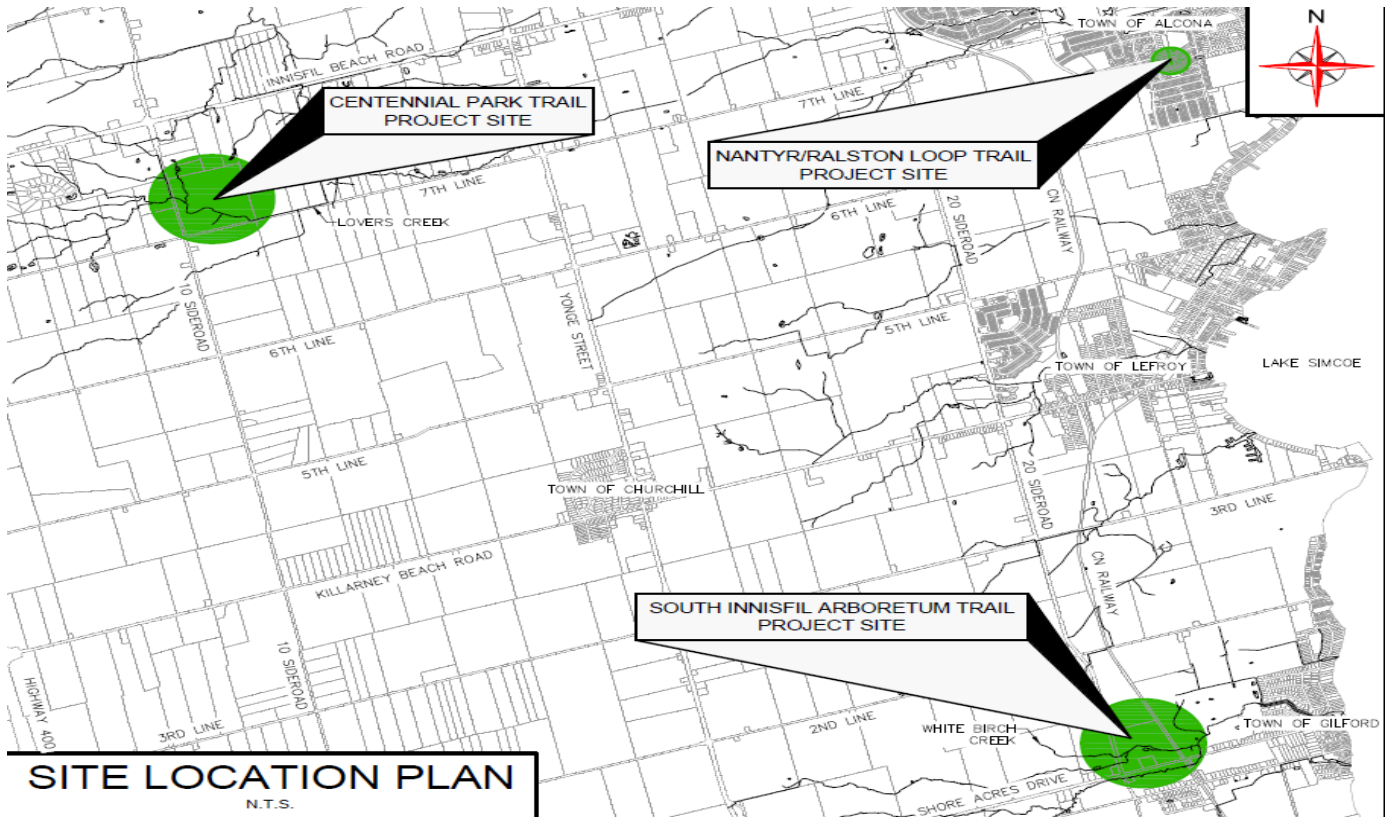 TOWN OF ALCONA
N
INNISFIL BEACH ROAD
CENTENNIAL PARK TRAIL
PROJECT SITE
7TH LINE
NANTYR/RALSTON LOOP TRAIL
PROJECT SITE
7TH LINE
LOVERS CREEK
6TH LINE
20 SIDEROAD
CN RAILWAY
10 SIDEROAD
YONGE STREET
5TH LINE
6TH LINE
TOWN OF LEFROY
LAKE SIMCOE
5TH LINE
TOWN OF CHURCHILL
20 SIDEROAD
3RD LINE
KILLARNEY BEACH ROAD
CN RAILWAY
SOUTH INNISFIL ARBORETUM TRAIL
PROJECT SITE
10 SIDEROAD
HIGHWAY 400
3RD LINE
2ND LINE
WHITE BIRCH
CREEK
TOWN OF GILFORD
SHORE ACRES DRIVE
SITE LOCATION PLAN
N.T.S.